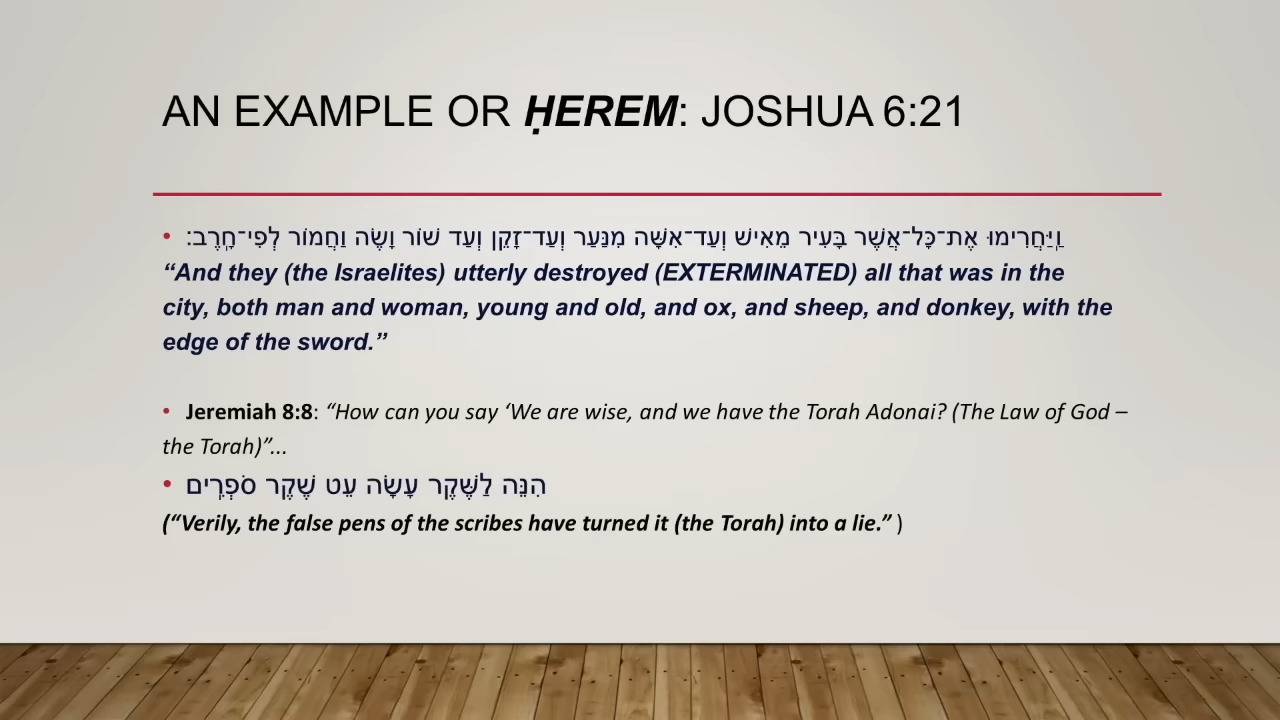 AN EXAMPLE OR ḤEREM: JOSHUA 6:21
• וַֽיַּחֲרִ֙ימוּ֙ אֶת־כָּל־אֲשֶׁר בָּעִיר מֵאִישׁ וְעַד־אִשָּׁה מִנַּעַר וְעַד־זָקֵן וְעַד שׁוֹר וָשֶׂה וַחֲמוֹר לְפִי־חָֽרֶב׃
“And they (the Israelites) utterly destroyed (EXTERMINATED) all that was in the
city, both man and woman, young and old, and ox, and sheep, and donkey, with the
edge of the sword.”
• Jeremiah 8:8: “How can you say ‘We are wise, and we have the Torah Adonai? (The Law of God –
the Torah)”...
• הִנֵּה לַשֶּׁקֶר עָשָׂה עֵט שֶׁקֶר סֹפְרִֽים
(“Verily, the false pens of the scribes have turned it (the Torah) into a lie.” )